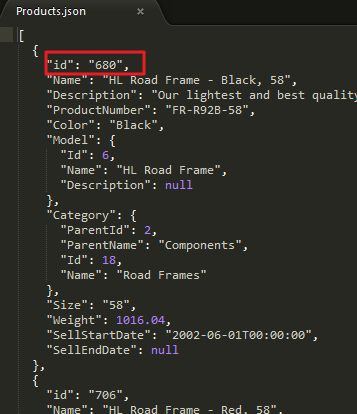 Products.json ×
[
{
"id": "680",
"Name": "HL Road Frame - Black, 58",
"Description": "Our lightest and best quality
"ProductNumber": "FR-R92B-58",
"Color": "Black",
"Model": {
"Id": 6,
"Name": "HL Road Frame",
"Description": null
},
"Category": {
"ParentId": 2,
"ParentName": "Components",
"Id": 18,
"Name": "Road Frames"
},
"Size": "58",
"Weight": 1016.04,
"SellStartDate": "2002-06-01T00:00:00",
"SellEndDate": null
},
{
"id": "706",
"Name": "HL Road Frame - Red, 58",